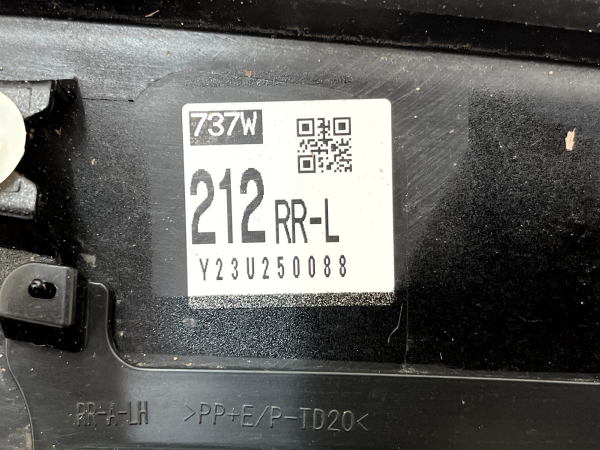 737W
212 RR-L
Y23U250088
RR-A-LH >PP+E/P-TD20<